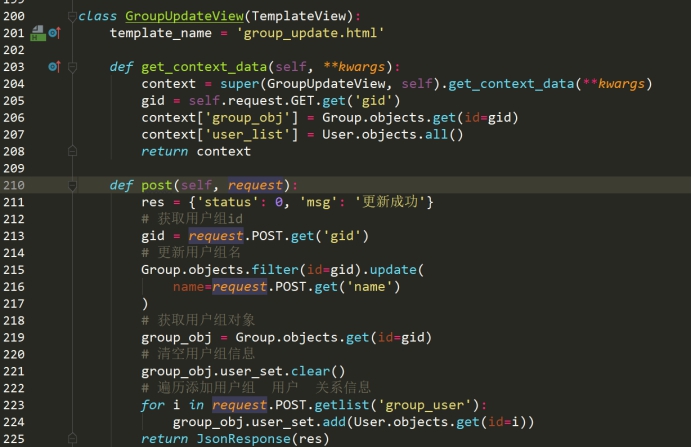 200 class GroupUpdateView(TemplateView):
201     template_name = 'group_update.html'
202
203     def get_context_data(self, **kwargs):
204         context = super(GroupUpdateView, self).get_context_data(**kwargs)
205         gid = self.request.GET.get('gid')
206         context['group_obj'] = Group.objects.get(id=gid)
207         context['user_list'] = User.objects.all()
208         return context
209
210     def post(self, request):
211         res = {'status': 0, 'msg': '更新成功'}
212         # 获取用户组id
213         gid = request.POST.get('gid')
214         # 更新用户组名
215         Group.objects.filter(id=gid).update(
216             name=request.POST.get('name')
217         )
218         # 获取用户组对象
219         group_obj = Group.objects.get(id=gid)
220         # 清空用户组信息
221         group_obj.user_set.clear()
222         # 遍历添加用户组  用户  关系信息
223         for i in request.POST.getlist('group_user'):
224             group_obj.user_set.add(User.objects.get(id=i))
225         return JsonResponse(res)